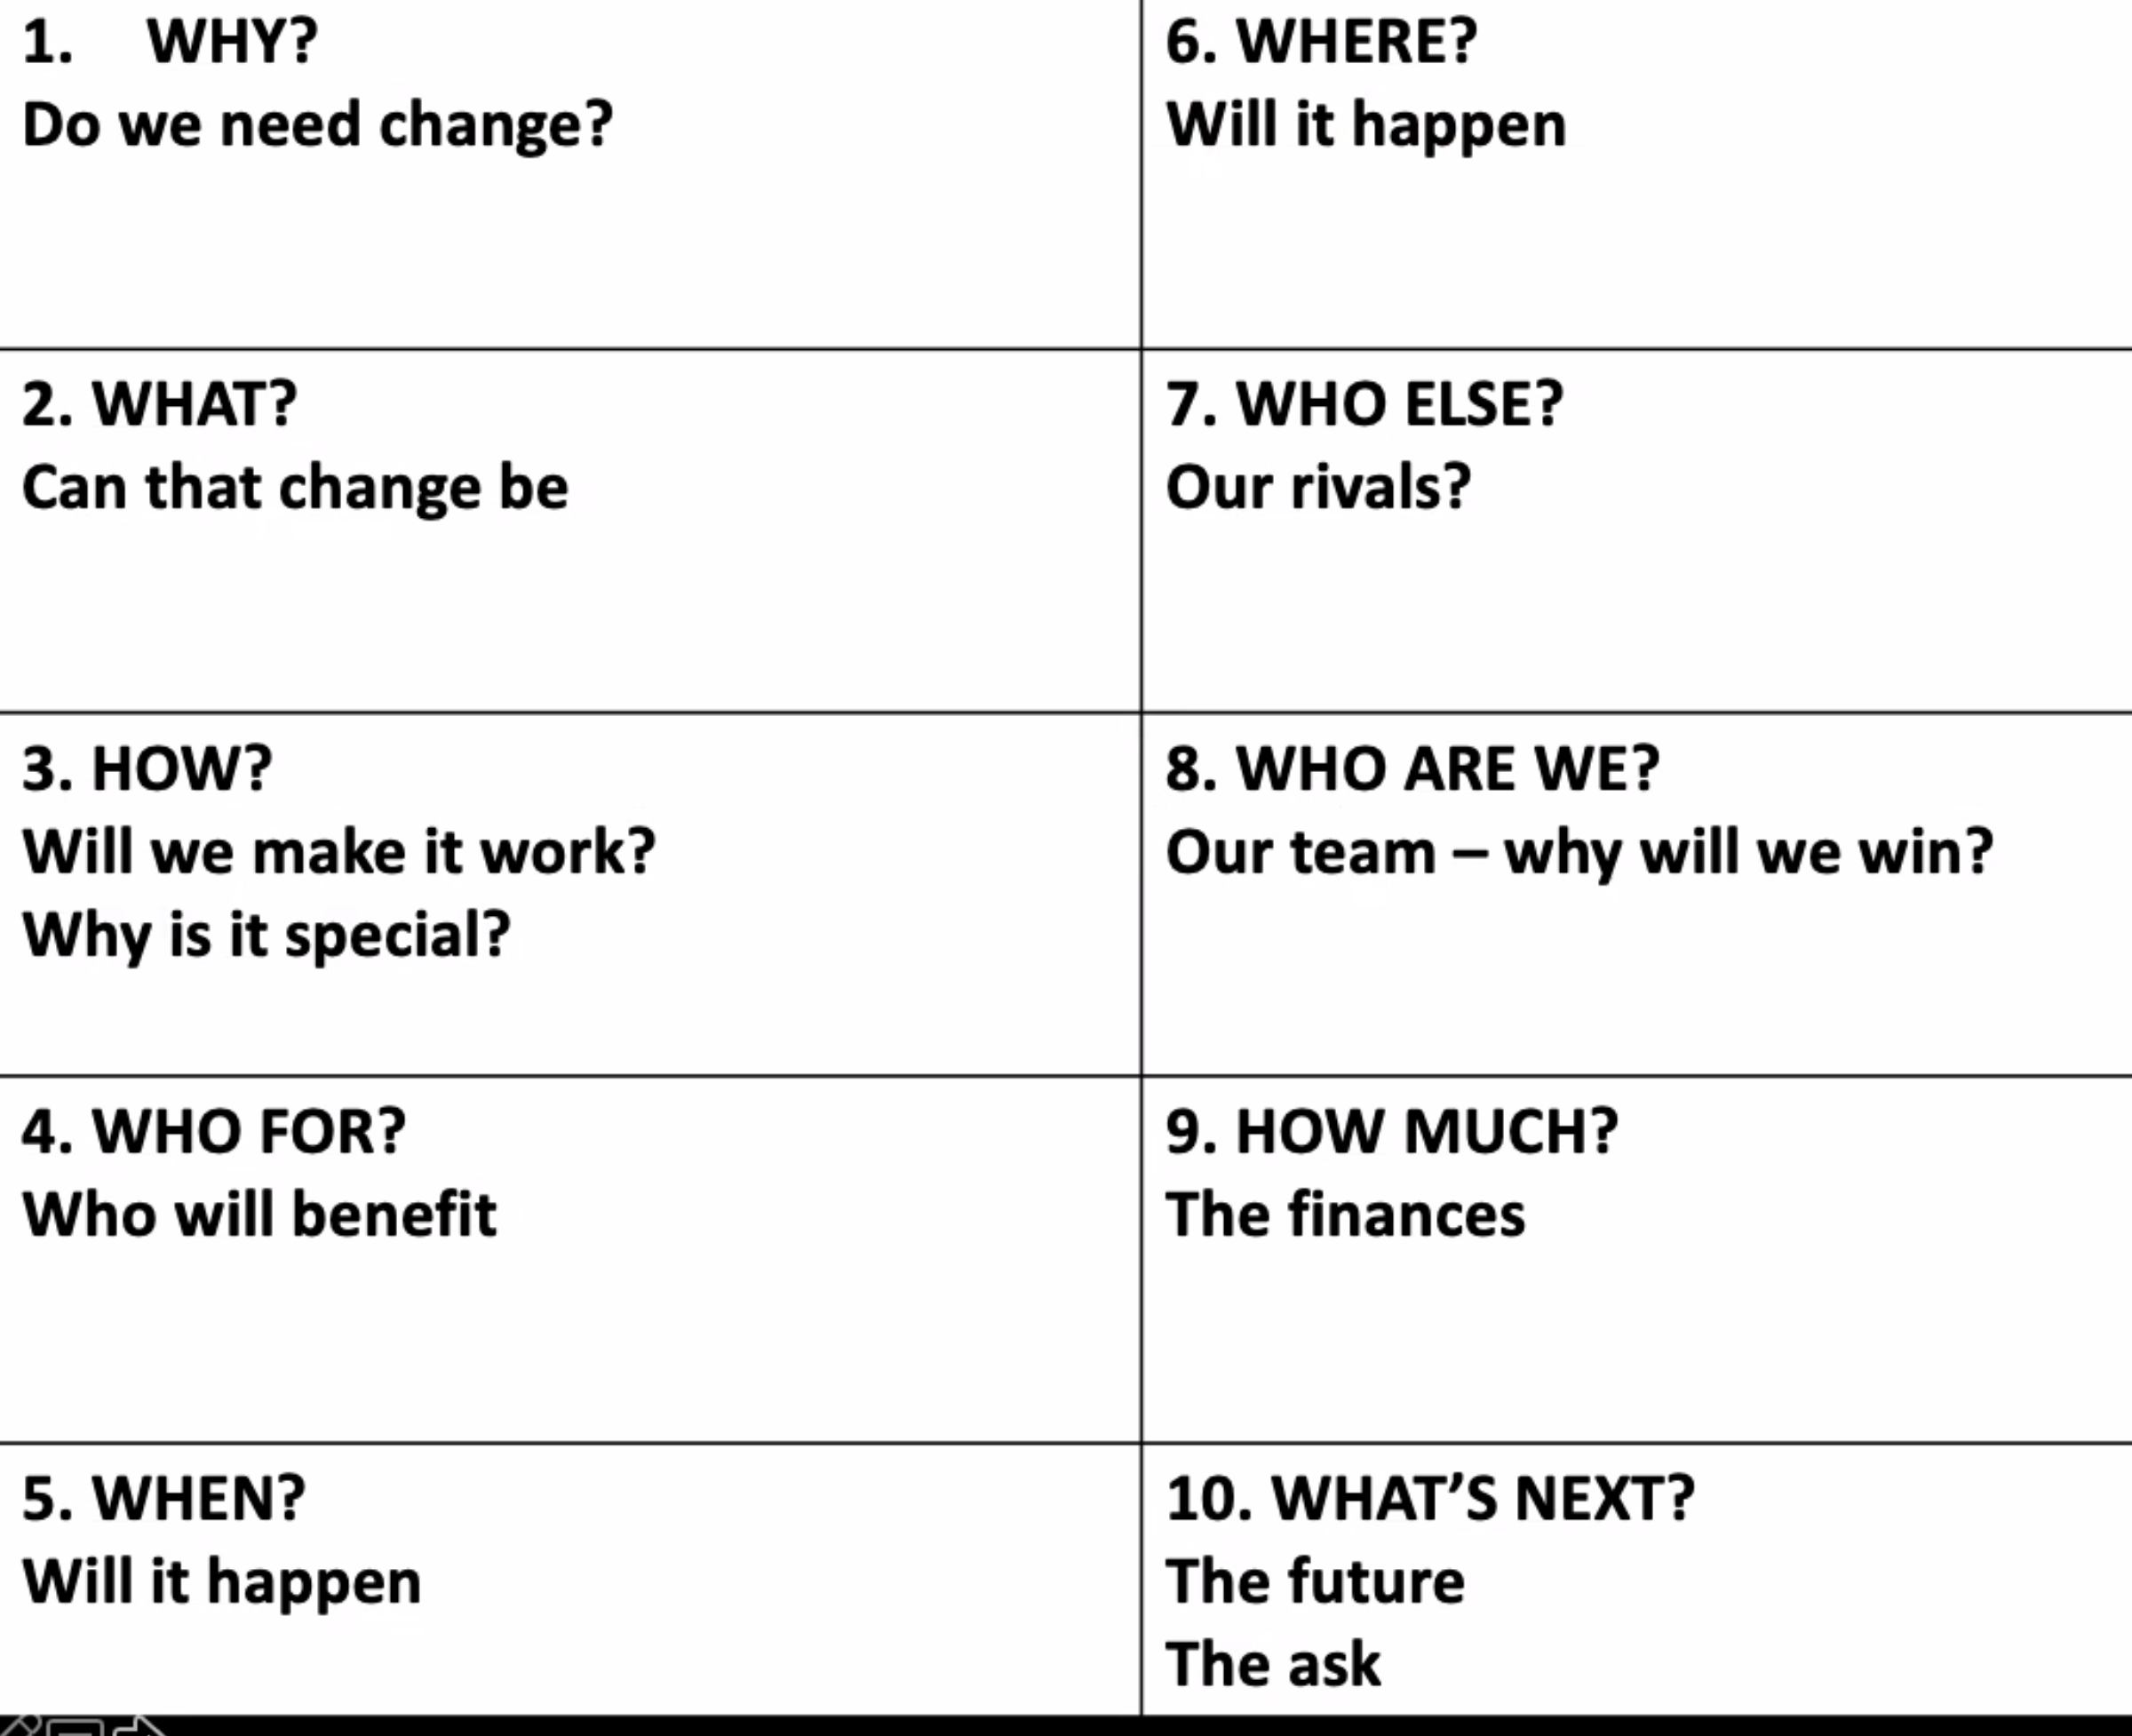 1. WHY?
Do we need change?
2. WHAT?
Can that change be
3. HOW?
Will we make it work?
Why is it special?
4. WHO FOR?
Who will benefit
5. WHEN?
Will it happen
6. WHERE?
Will it happen
7. WHO ELSE?
Our rivals?
8. WHO ARE WE?
Our team – why will we win?
9. HOW MUCH?
The finances
10. WHAT’S NEXT?
The future
The ask